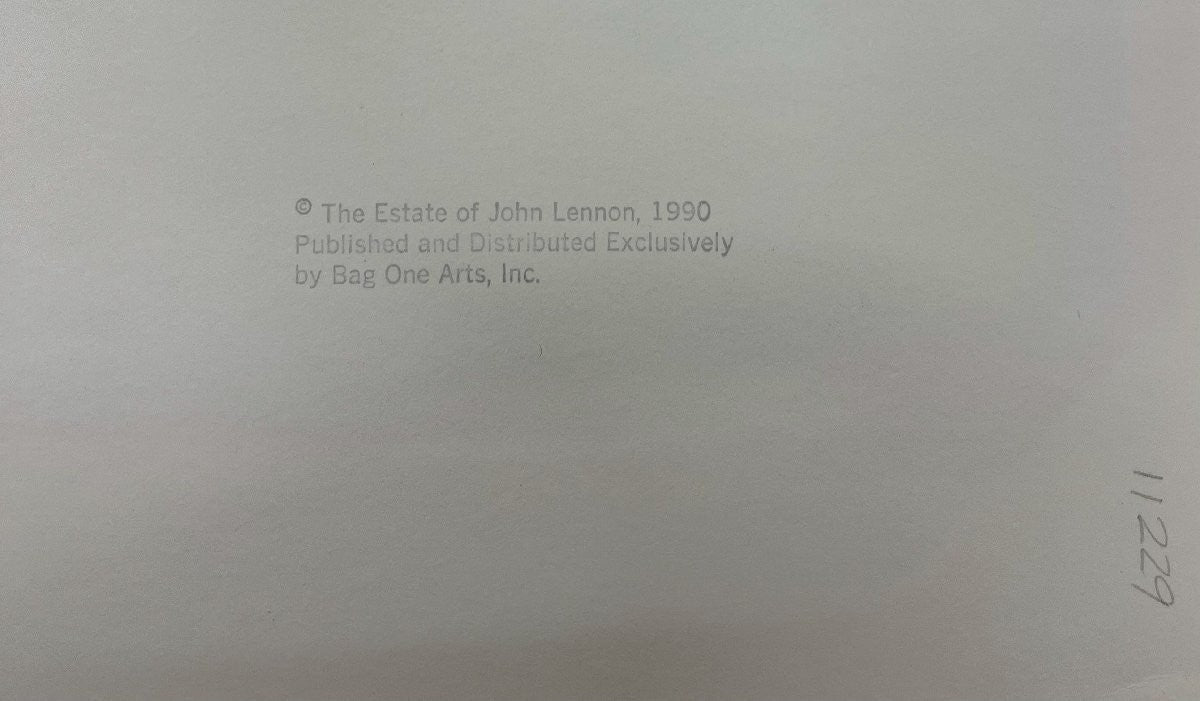 © The Estate of John Lennon, 1990
Published and Distributed Exclusively
by Bag One Arts, Inc.
11229